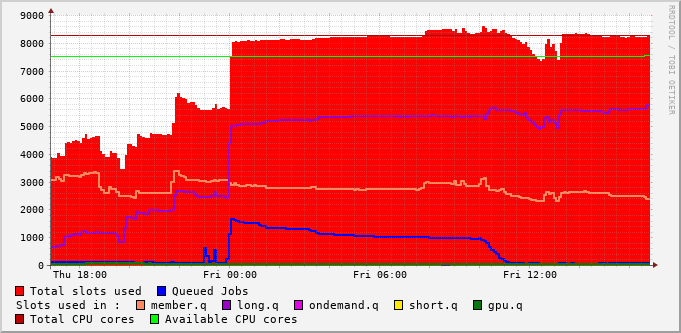 9000
8000
7000
6000
5000
4000
3000
2000
1000
0
Thu 18:00 Fri 00:00 Fri 06:00 Fri 12:00
RRDTOOL / TOBI OETIKER
Total slots used Queued Jobs
Slots used in : member.q long.q ondemand.q short.q gpu.q
Total CPU cores Available CPU cores